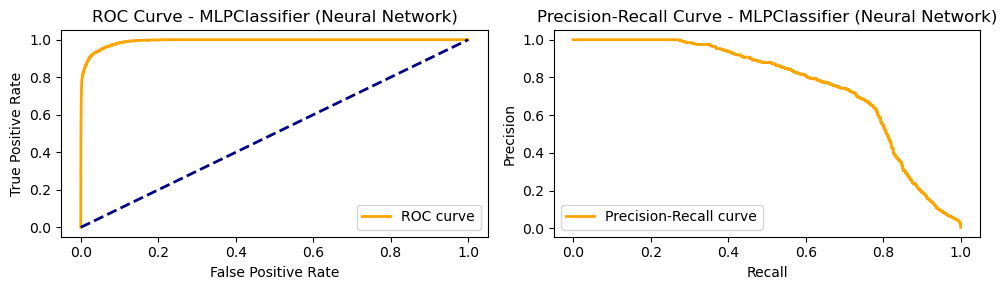 ROC Curve - MLPClassifier (Neural Network)
True Positive Rate
1.0
0.8
0.6
0.4
0.2
0.0
ROC curve
0.0 0.2 0.4 0.6 0.8 1.0
False Positive Rate
Precision-Recall Curve - MLPClassifier (Neural Network)
Precision
1.0
0.8
0.6
0.4
0.2
0.0
Precision-Recall curve
0.0 0.2 0.4 0.6 0.8 1.0
Recall